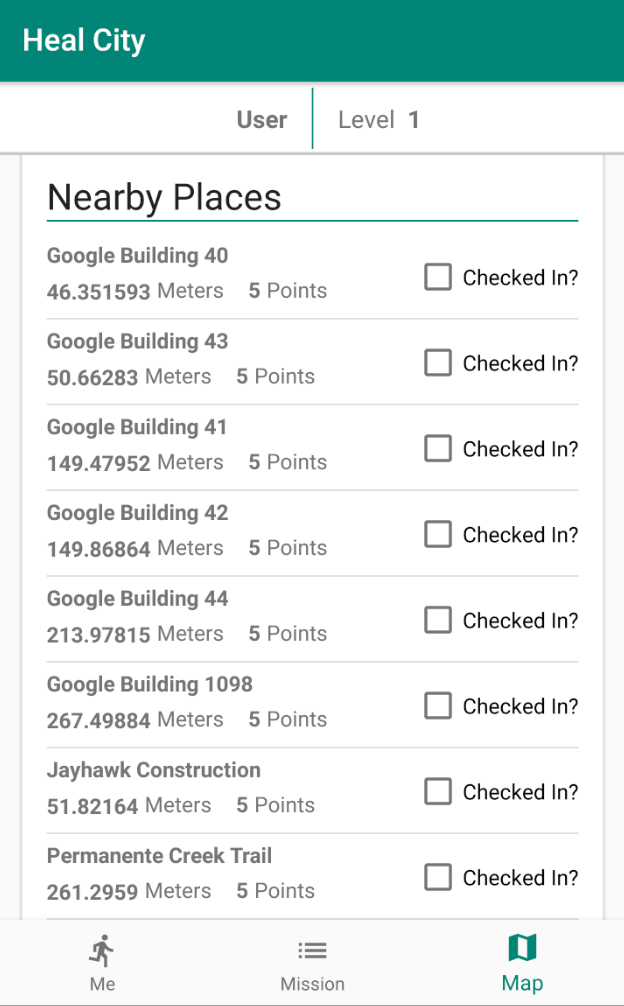 Heal City
User Level 1
Nearby Places
Google Building 40
46.351593 Meters 5 Points
Checked In?
Google Building 43
50.66283 Meters 5 Points
Checked In?
Google Building 41
149.47952 Meters 5 Points
Checked In?
Google Building 42
149.86864 Meters 5 Points
Checked In?
Google Building 44
213.97815 Meters 5 Points
Checked In?
Google Building 1098
267.49884 Meters 5 Points
Checked In?
Jayhawk Construction
51.82164 Meters 5 Points
Checked In?
Permanente Creek Trail
261.2959 Meters 5 Points
Checked In?
Me Mission Map